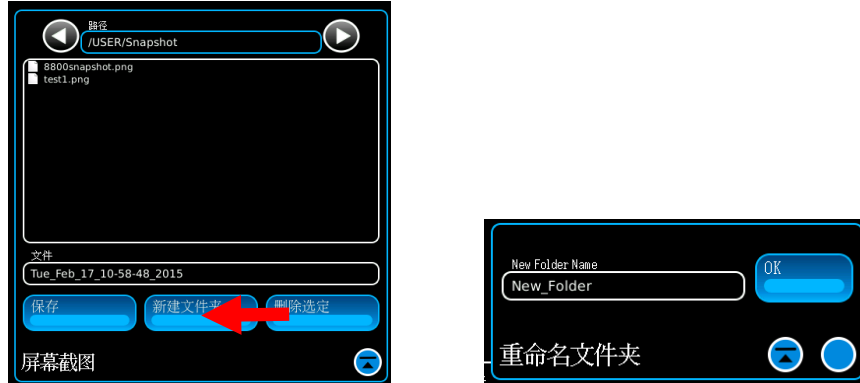 路径
/USER/Snapshot
8800snapshot.png
test1.png
文件
Tue_Feb_17_10-58-48_2015
保存
新建文件夹
删除选定
屏幕截图
New Folder Name
New_Folder
OK
重命名文件夹